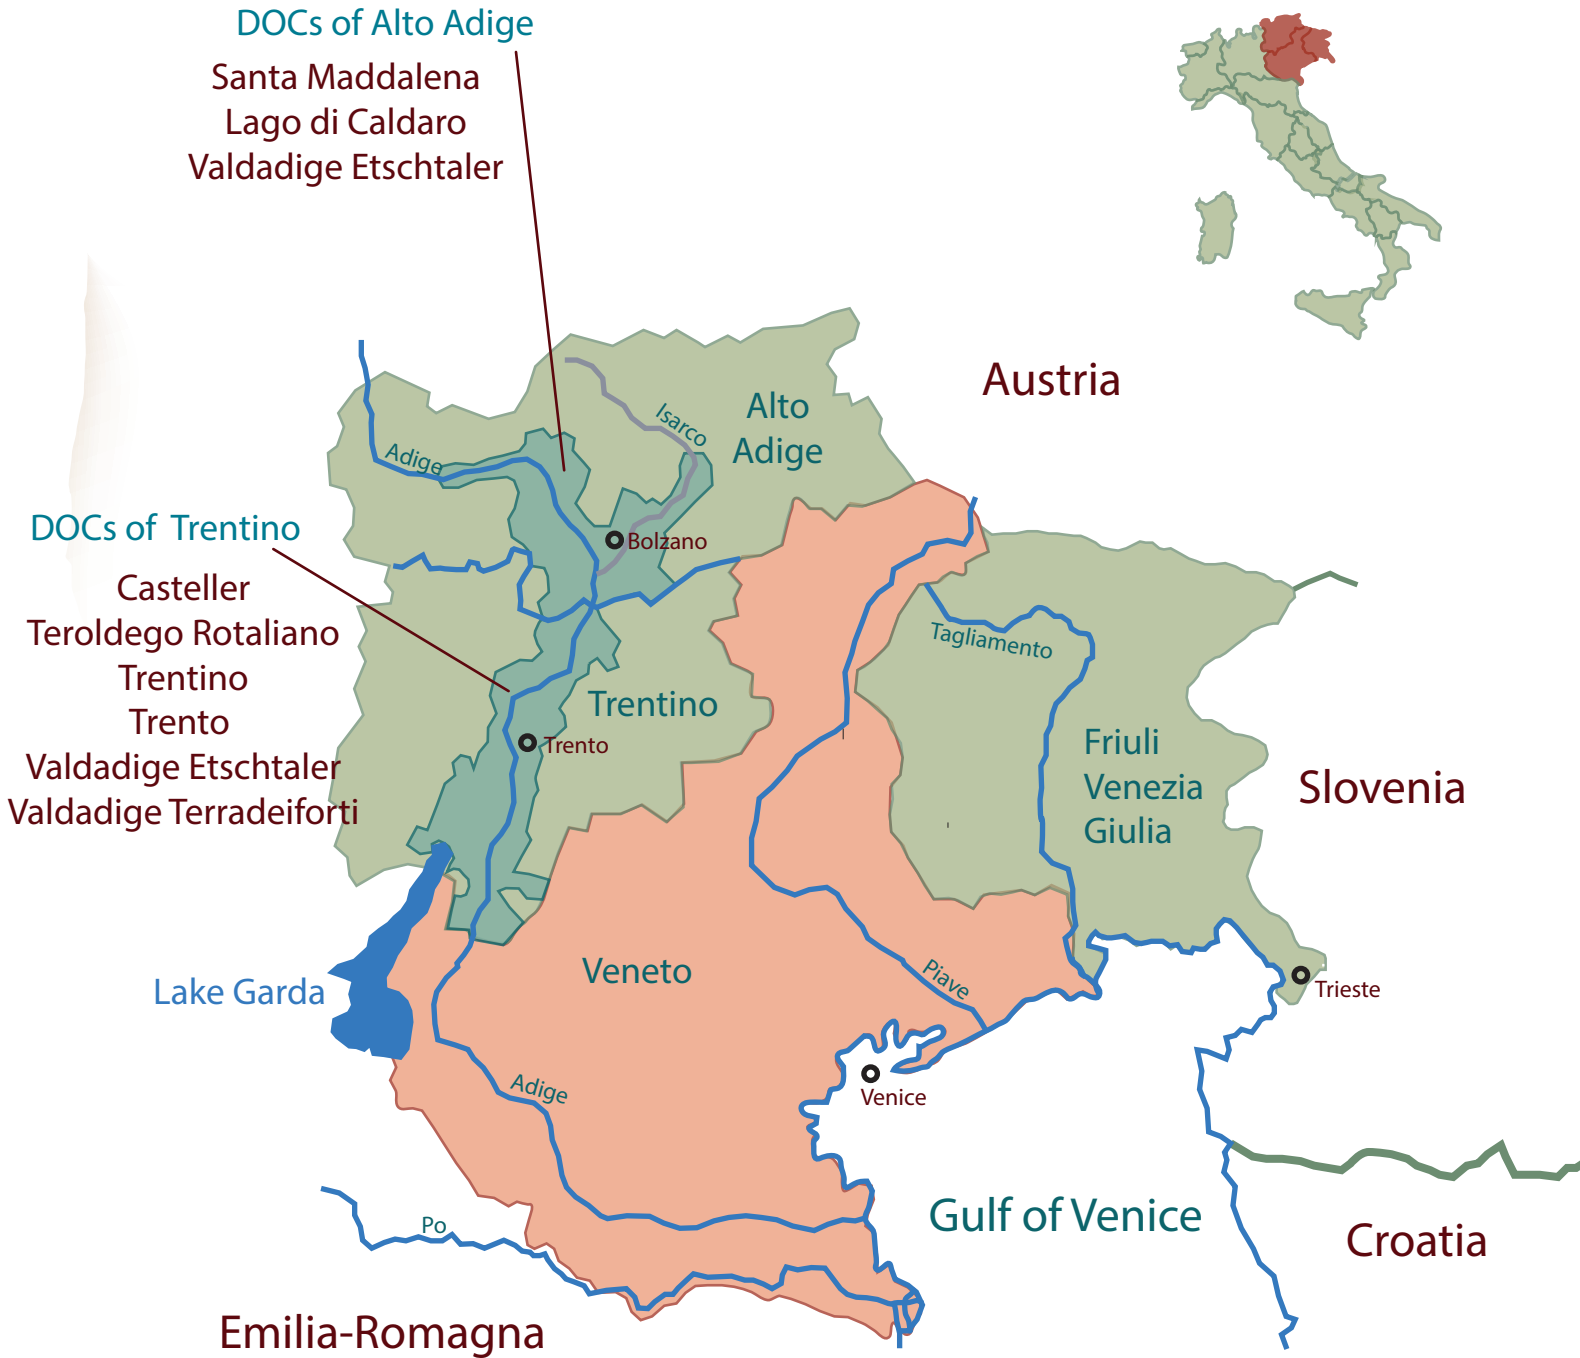 DOCs of Alto Adige
Santa Maddalena
Lago di Caldaro
Valdadige Etschtaler
Austria
Alto
Adige
Isarco
Adige
DOCs of Trentino
Bolzano
Casteller
Teroldego Rotaliano
Trentino
Trento
Valdadige Etschtaler
Valdadige Terradeiforti
Tagliamento
Trentino
Trento
Friuli
Venezia
Giulia
Slovenia
Veneto
Piave
Lake Garda
Trieste
Adige
Venice
Po
Gulf of Venice
Croatia
Emilia-Romagna